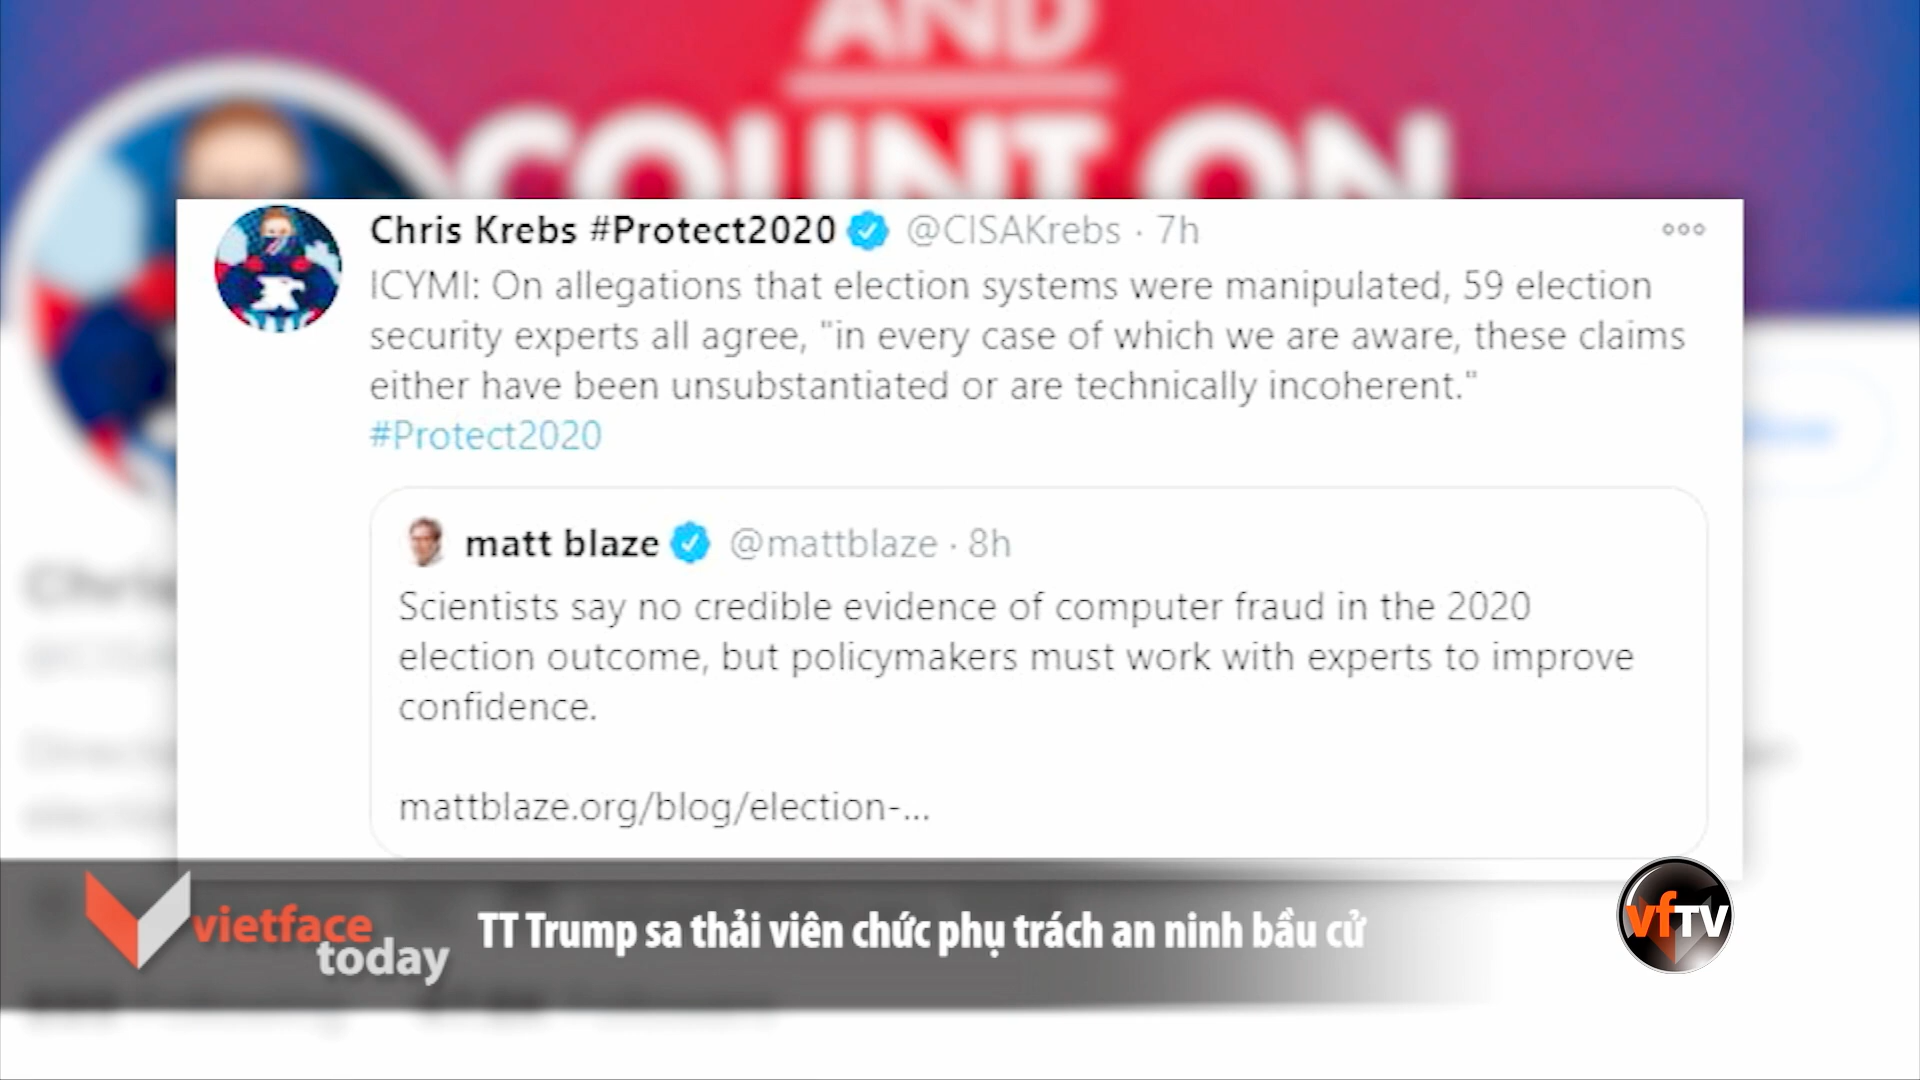 AND
COUNT ON
Chris Krebs #Protect2020 @CISAKrebs · 7h
ICYMI: On allegations that election systems were manipulated, 59 election
security experts all agree, "in every case of which we are aware, these claims
either have been unsubstantiated or are technically incoherent."
#Protect2020
matt blaze @mattblaze · 8h
Scientists say no credible evidence of computer fraud in the 2020
election outcome, but policymakers must work with experts to improve
confidence.
mattblaze.org/blog/election-...
vietface
today
TT Trump sa thải viên chức phụ trách an ninh bầu cử
vfTV